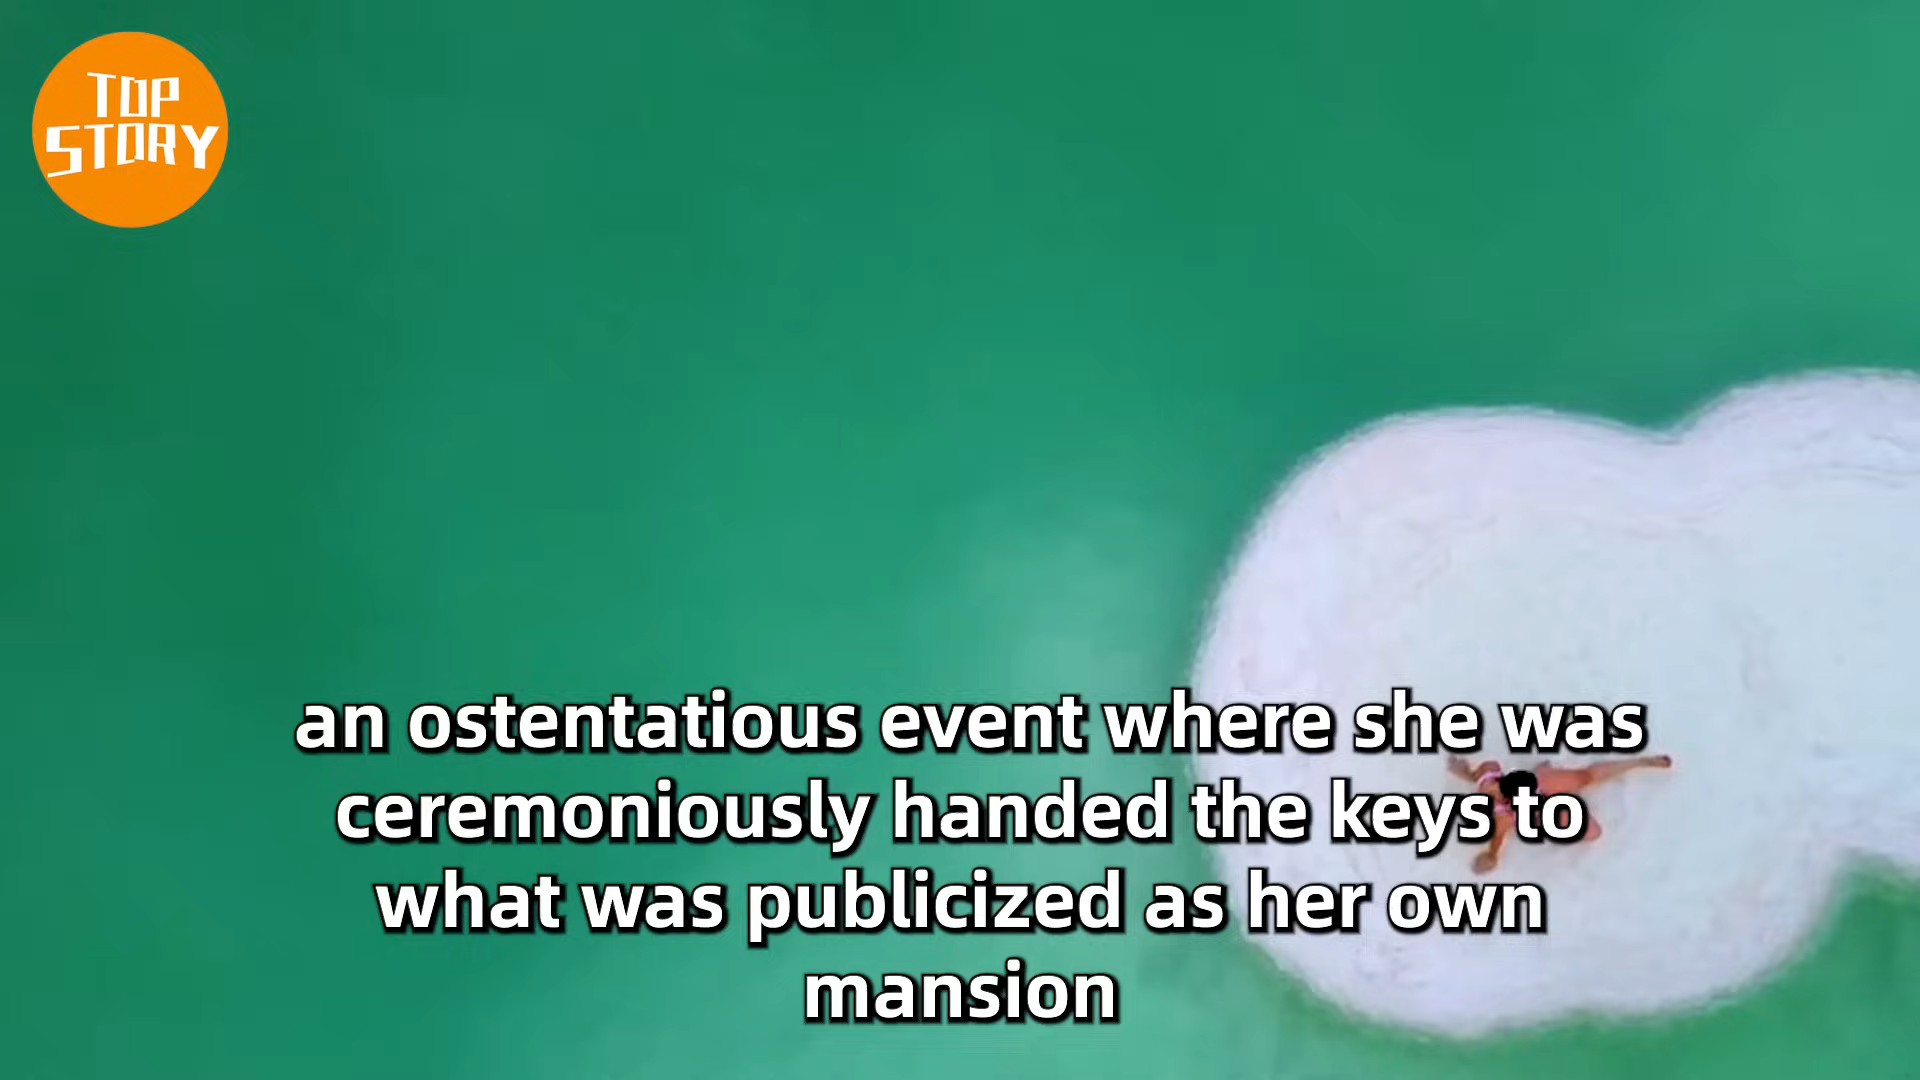 TOP
STORY
an ostentatious event where she was
ceremoniously handed the keys to
what was publicized as her own
mansion